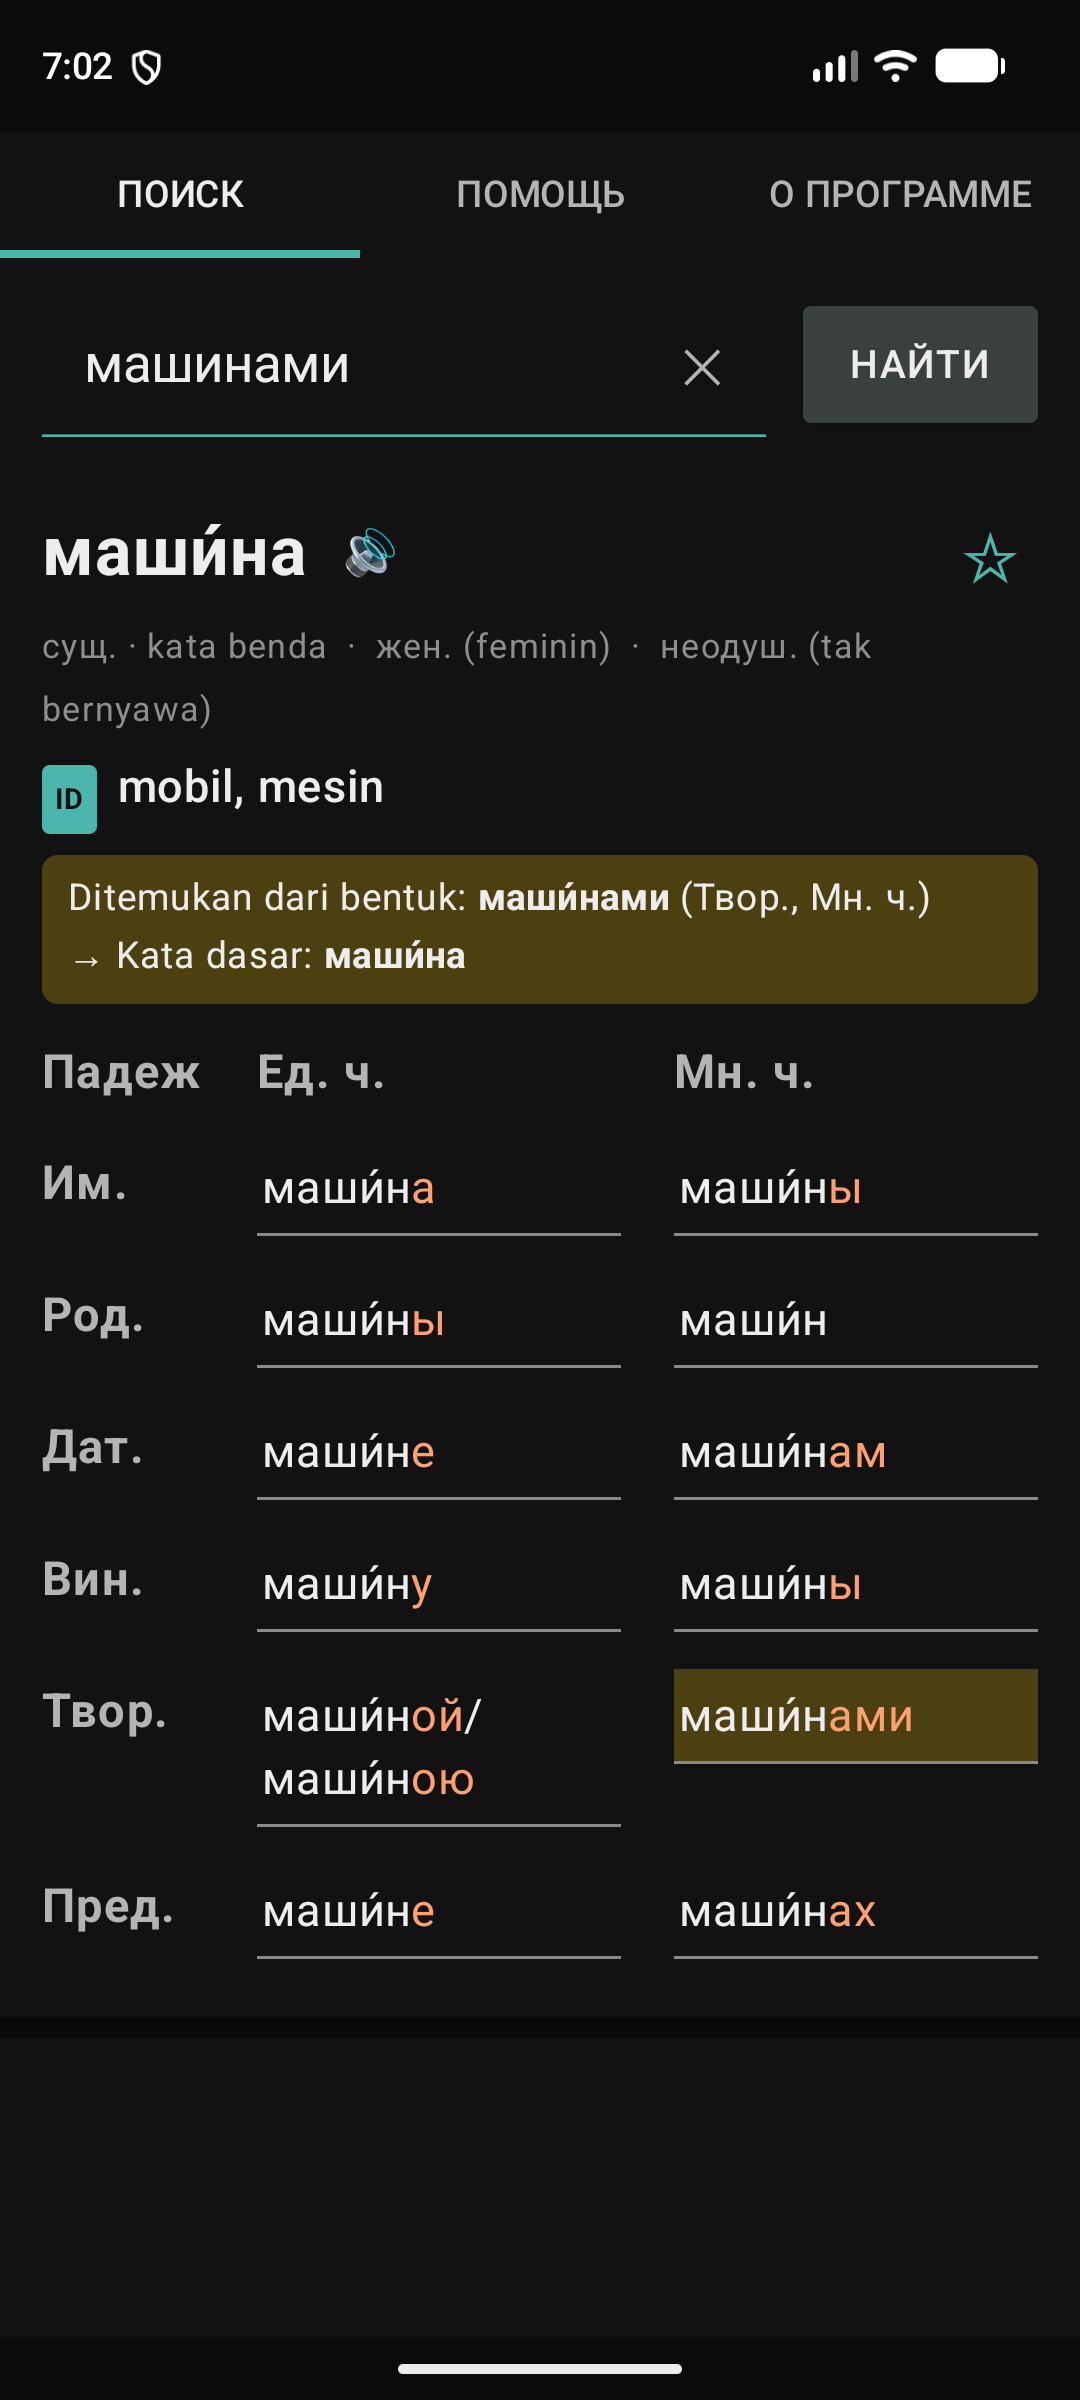 7:02
ПОИСК ПОМОЩЬ О ПРОГРАММЕ
машинами НАЙТИ
маши́на
сущ. · kata benda · жен. (feminin) · неодуш. (tak
bernyawa)
ID mobil, mesin
Ditemukan dari bentuk: маши́нами (Твор., Мн. ч.)
→ Kata dasar: маши́на
Падеж Ед. ч. Мн. ч.
Им. маши́на маши́ны
Род. маши́ны маши́н
Дат. маши́не маши́нам
Вин. маши́ну маши́ны
Твор. маши́ной/ маши́нами
маши́ною
Пред. маши́не маши́нах